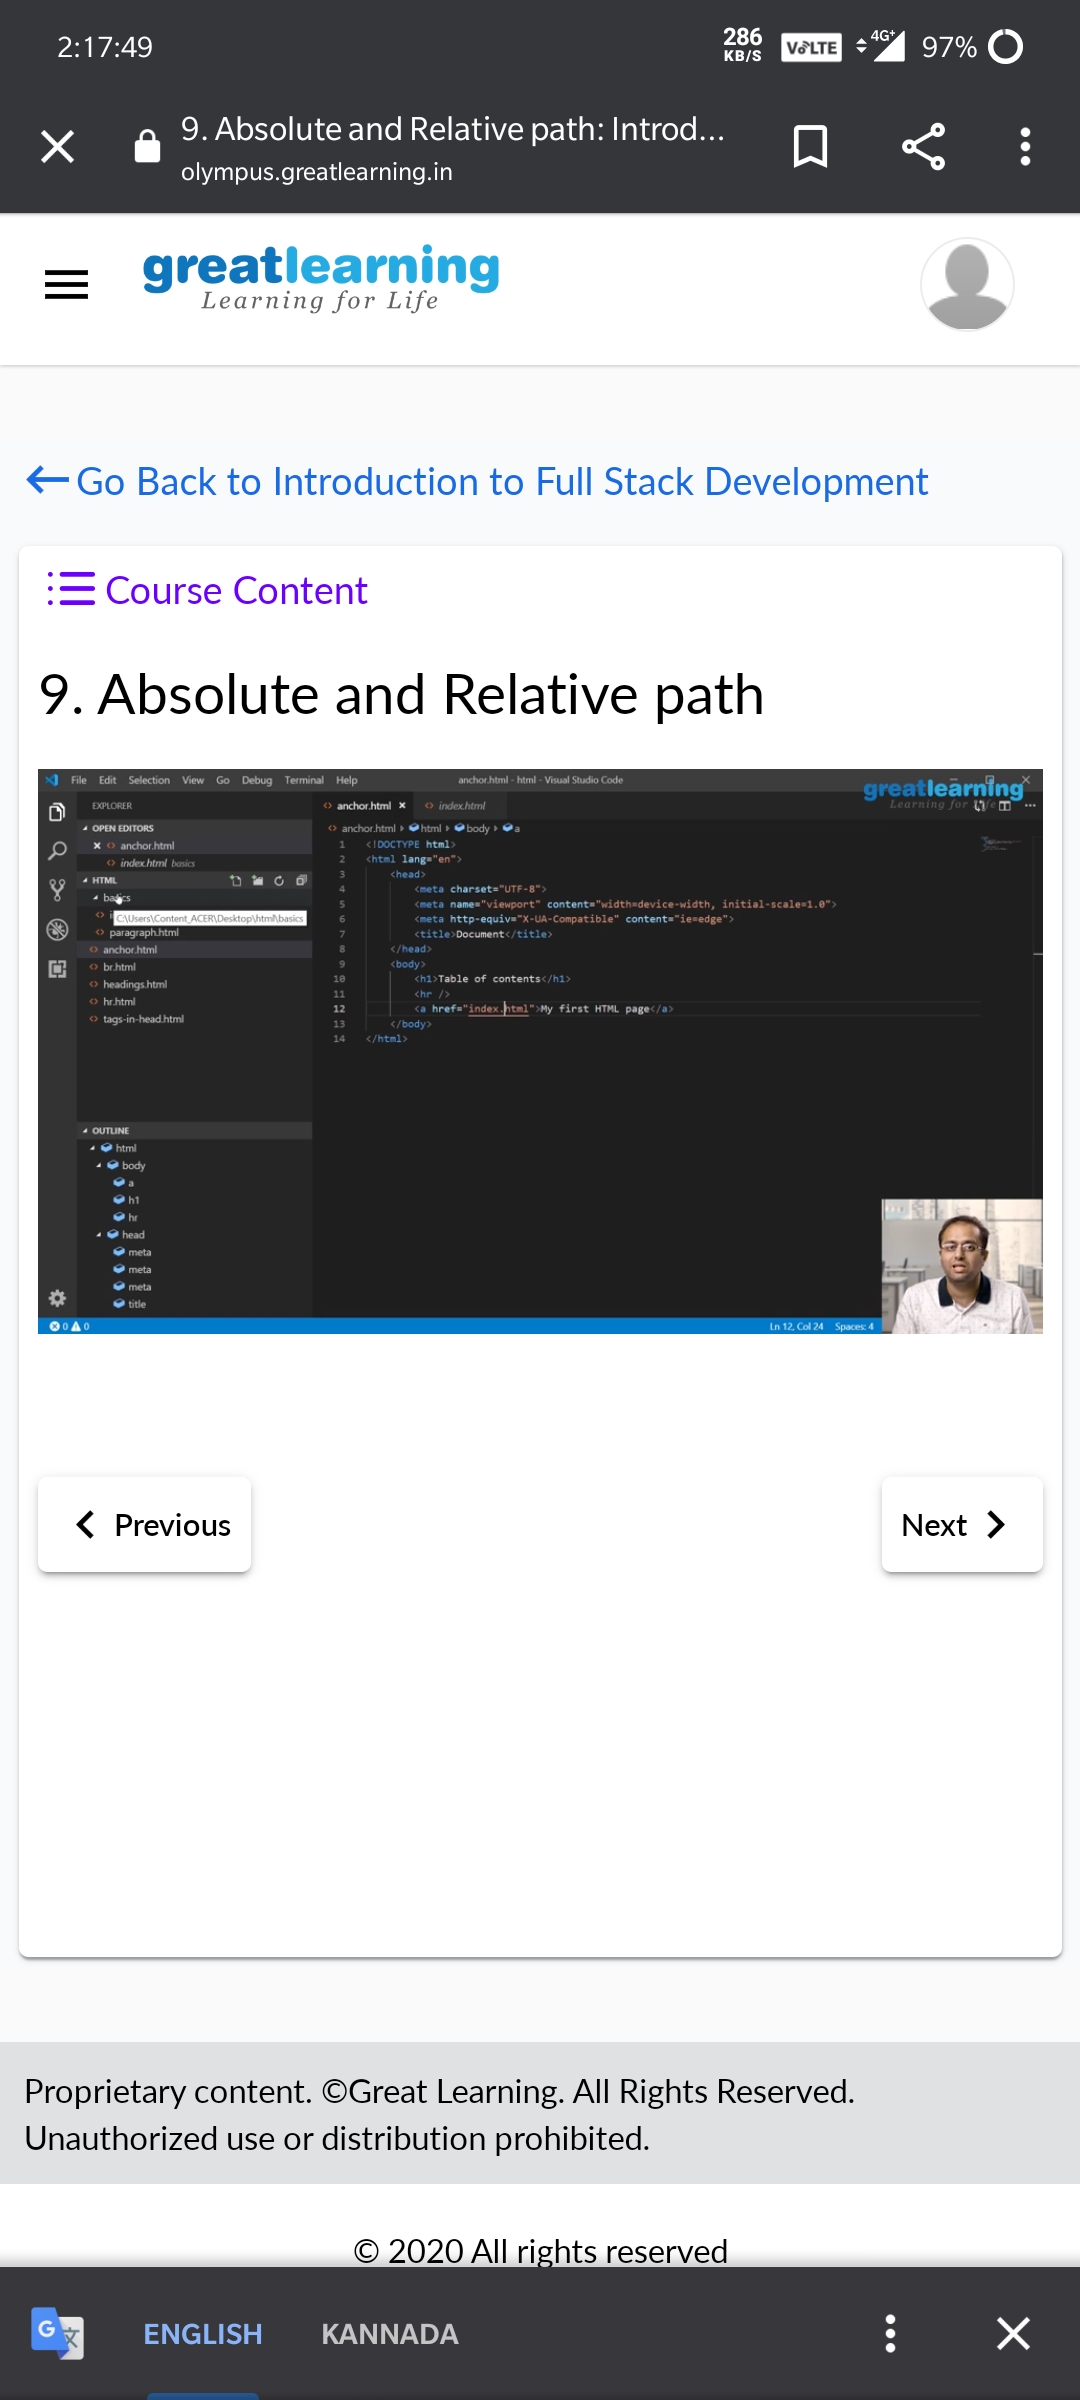 2:17:49
286
KB/S
VoLTE
4G+
97%
9. Absolute and Relative path: Introd...
olympus.greatlearning.in
greatlearning
Learning for Life
Go Back to Introduction to Full Stack Development
Course Content
9. Absolute and Relative path
File Edit Selection View Go Debug Terminal Help
anchor.html - html - Visual Studio Code
greatlearning
Learning for Life
EXPLORER
OPEN EDITORS
anchor.html
index.html basics
HTML
basics
C:\Users\Content_ACER\Desktop\html\basics
paragraph.html
anchor.html
br.html
headings.html
hr.html
tags-in-head.html
OUTLINE
html
body
a
h1
hr
head
meta
meta
meta
title
anchor.html
index.html
anchor.html html body a
1 <!DOCTYPE html>
2 <html lang="en">
3 <head>
4 <meta charset="UTF-8">
5 <meta name="viewport" content="width=device-width, initial-scale=1.0">
6 <meta http-equiv="X-UA-Compatible" content="ie=edge">
7 <title>Document</title>
8 </head>
9 <body>
10 <h1>Table of contents</h1>
11 <hr />
12 <a href="index.html">My first HTML page</a>
13 </body>
14 </html>
0 0
Ln 12, Col 24 Spaces: 4
Previous
Next
Proprietary content. ©Great Learning. All Rights Reserved.
Unauthorized use or distribution prohibited.
© 2020 All rights reserved
G
文
ENGLISH
KANNADA